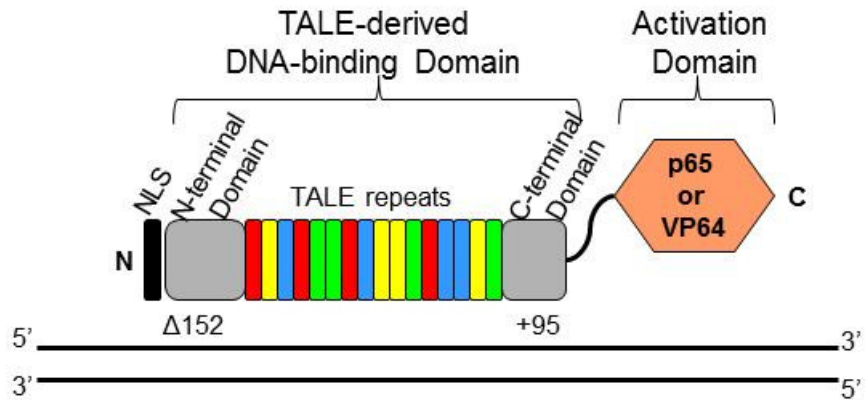 TALE-derived
DNA-binding Domain
Activation
Domain
NLS
N-terminal
Domain
TALE repeats
C-terminal
Domain
p65
or
VP64
N
C
Δ152
+95
5’
3’
3’
5’